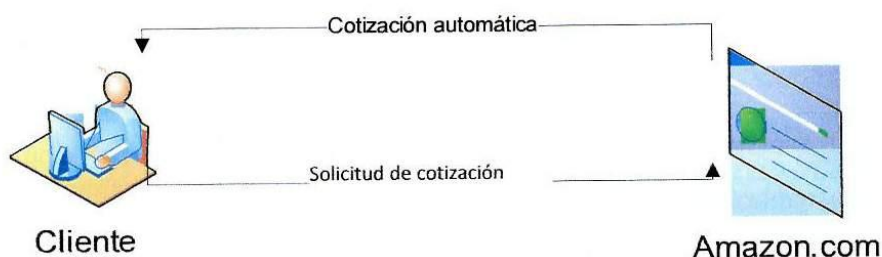 Cotización automática
Solicitud de cotización
Cliente
Amazon.com